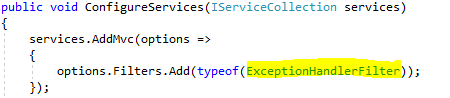 public void ConfigureServices(IServiceCollection services)
{
    services.AddMvc(options =>
    {
        options.Filters.Add(typeof(ExceptionHandlerFilter));
    });